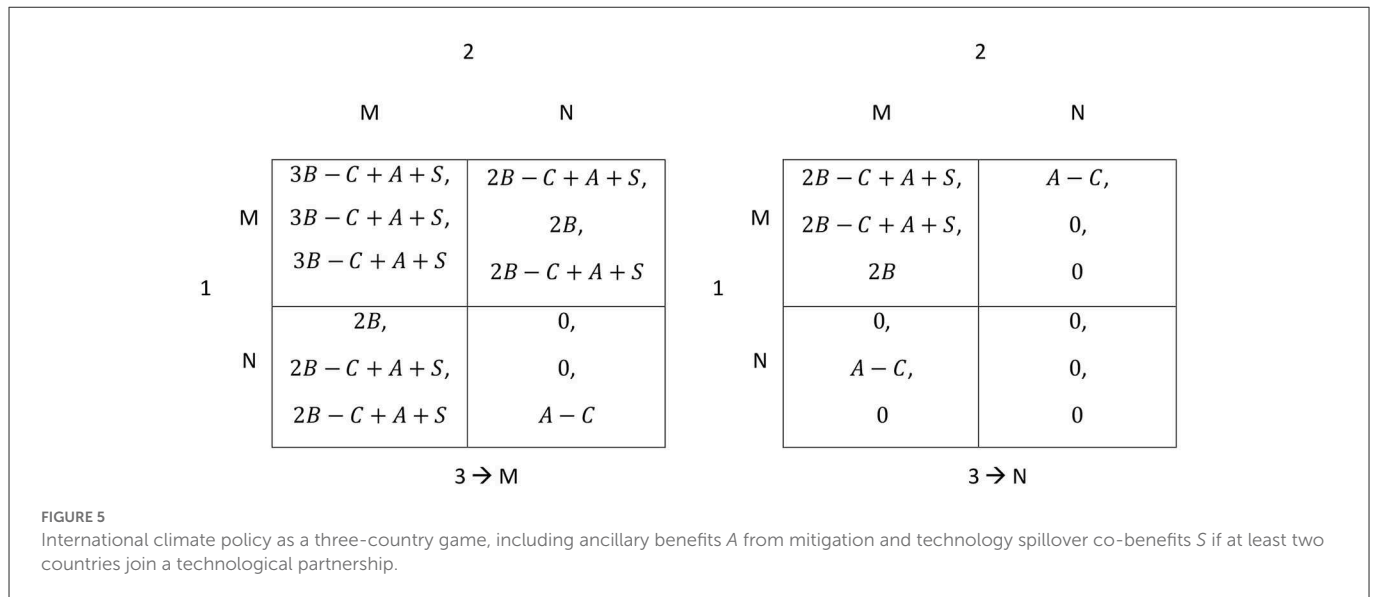 2
2
M
N
M
N
1
M
3B − C + A + S,
3B − C + A + S,
3B − C + A + S
2B − C + A + S,
2B,
2B − C + A + S
N
2B,
2B − C + A + S,
2B − C + A + S
0,
0,
A − C
3 → M
1
M
2B − C + A + S,
2B − C + A + S,
2B
A − C,
0,
0
N
0,
A − C,
0
0,
0,
0
3 → N
FIGURE 5
International climate policy as a three-country game, including ancillary benefits A from mitigation and technology spillover co-benefits S if at least two
countries join a technological partnership.